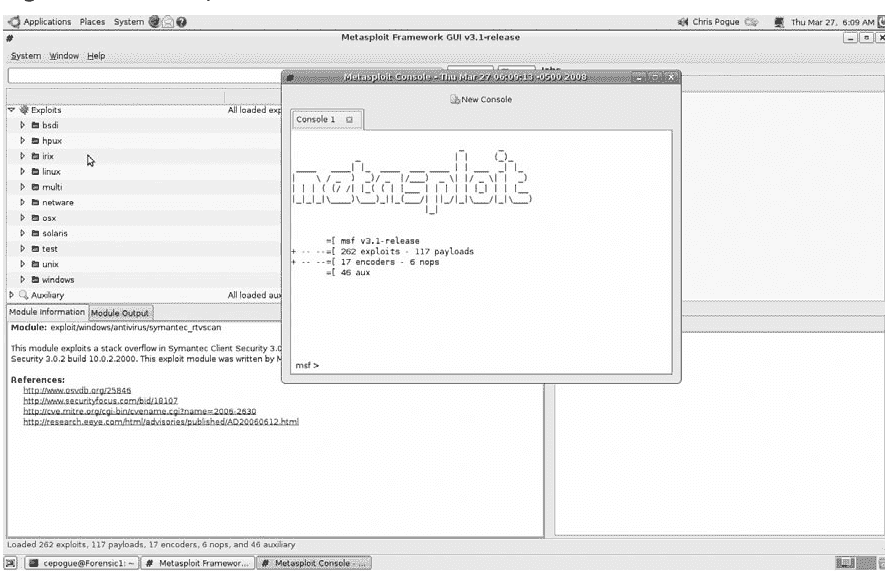 Applications Places System
Chris Pogue
Thu Mar 27, 6:09 AM
Metasploit Framework GUI v3.1-release
System Window Help
Metasploit Console - Thu Mar 27 06:09:13 -0500 2008
New Console
Console 1
metasploit
=[ msf v3.1-release
+ -- --=[ 262 exploits - 117 payloads
+ -- --=[ 17 encoders - 6 nops
=[ 46 aux
msf >
Exploits
All loaded exp
bsdi
hpux
irix
linux
multi
netware
osx
solaris
test
unix
windows
Auxiliary
All loaded aux
Module Information
Module Output
Module: exploit/windows/antivirus/symantec_rtvscan
This module exploits a stack overflow in Symantec Client Security 3.0
Security 3.0.2 build 10.0.2.2000. This exploit module was written by M
References:
http://www.osvdb.org/25846
http://www.securityfocus.com/bid/18107
http://cve.mitre.org/cgi-bin/cvename.cgi?name=2006-2630
http://research.eeye.com/html/advisories/published/AD20060612.html
Loaded 262 exploits, 117 payloads, 17 encoders, 6 nops, and 46 auxiliary
cepogue@Forensic1: ~
Metasploit Framewor...
Metasploit Console - ...